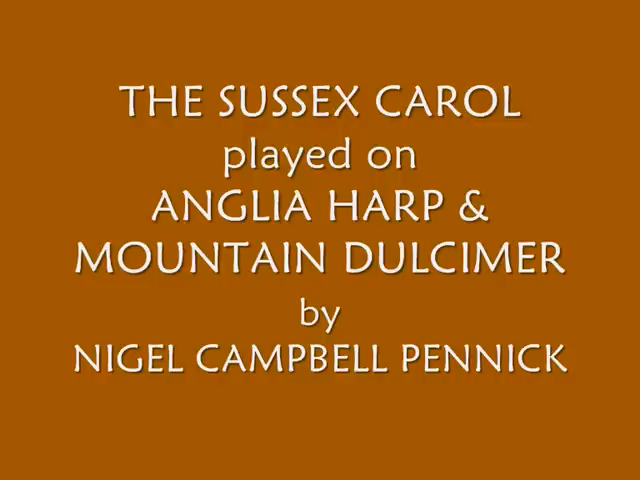 THE SUSSEX CAROL
played on
ANGLIA HARP &
MOUNTAIN DULCIMER
by
NIGEL CAMPBELL PENNICK